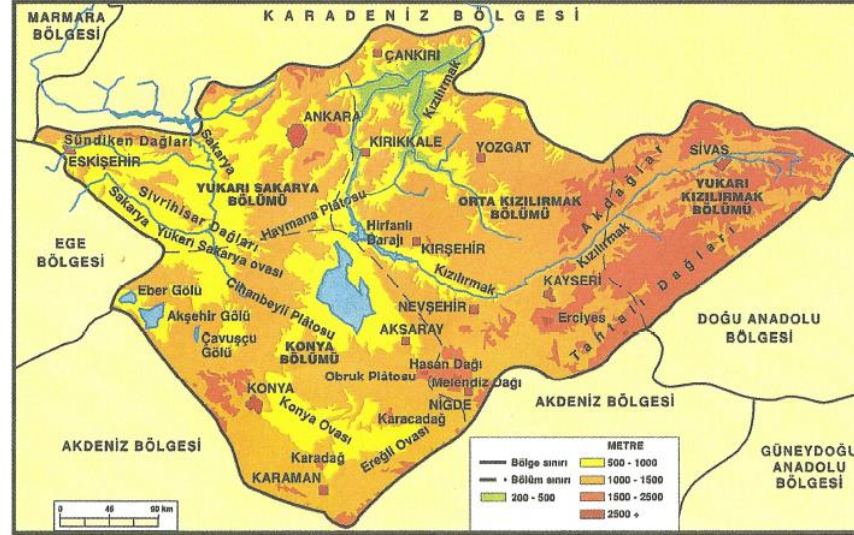 KARADENİZ BÖLGESİ
MARMARA
BÖLGESİ
ÇANKIRI
Kızılırmak
ANKARA
Sakarya
Sündiken Dağları
ESKİŞEHİR
KIRIKKALE
YOZGAT
SİVAS
Akdağlar
YUKARI
KIZILIRMAK
BÖLÜMÜ
YUKARI SAKARYA
BÖLÜMÜ
Sivrihisar Dağları
Haymana Plâtosu
ORTA KIZILIRMAK
BÖLÜMÜ
Sakarya
Yukarı Sakarya ovası
Hirfanlı
Barajı
KIRŞEHİR
Kızılırmak
Kızılırmak
EGE
BÖLGESİ
Eber Gölü
Akşehir Gölü
Çavuşçu
Gölü
Cihanbeyli Plâtosu
KAYSERİ
Erciyes
Tahtalı Dağları
NEVŞEHİR
AKSARAY
KONYA
BÖLÜMÜ
DOĞU ANADOLU
BÖLGESİ
Hasan Dağı
Obruk Plâtosu
(Melendiz Dağı
NİĞDE
KONYA
Konya Ovası
Karacadağ
Ereğli Ovası
Karadağ
KARAMAN
AKDENİZ BÖLGESİ
AKDENİZ BÖLGESİ
GÜNEYDOĞU
ANADOLU
BÖLGESİ
METRE
Bölge sınırı
500 - 1000
Bölüm sınırı
1000 - 1500
200 - 500
1500 - 2500
2500 +
0 45 90 km